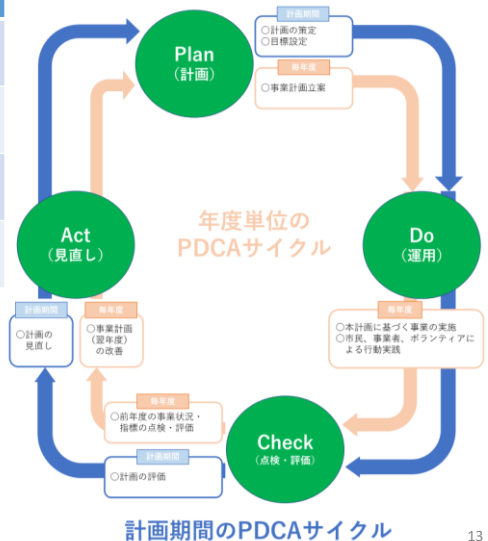 計画期間
○計画の策定
○目標設定
Plan
(計画)
毎年度
○事業計画立案
年度単位の
PDCAサイクル
Act
(見直し)
Do
(運用)
計画期間
○計画の
見直し
毎年度
○事業計画
(翌年度)
の改善
毎年度
○本計画に基づく事業の実施
○市民、事業者、ボランティアに
よる行動実践
毎年度
○前年度の事業状況・
指標の点検・評価
Check
(点検・評価)
計画期間
○計画の評価
計画期間のPDCAサイクル
13